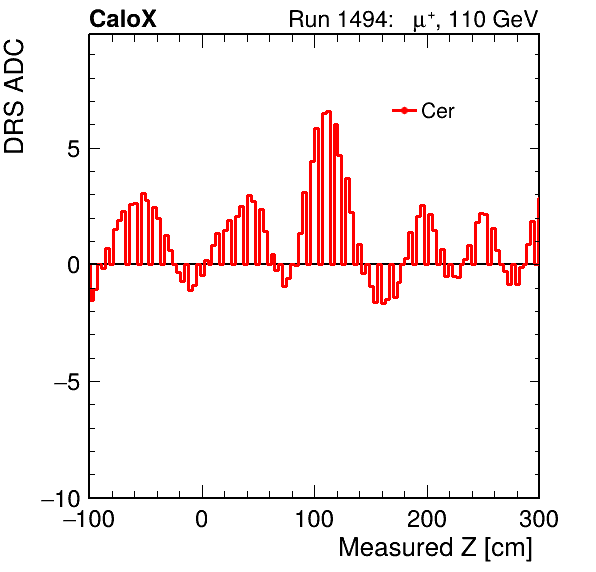 CaloX Run 1494: μ⁺, 110 GeV
DRS ADC
Cer
5
0
−5
−10
−100 0 100 200 300
Measured Z [cm]